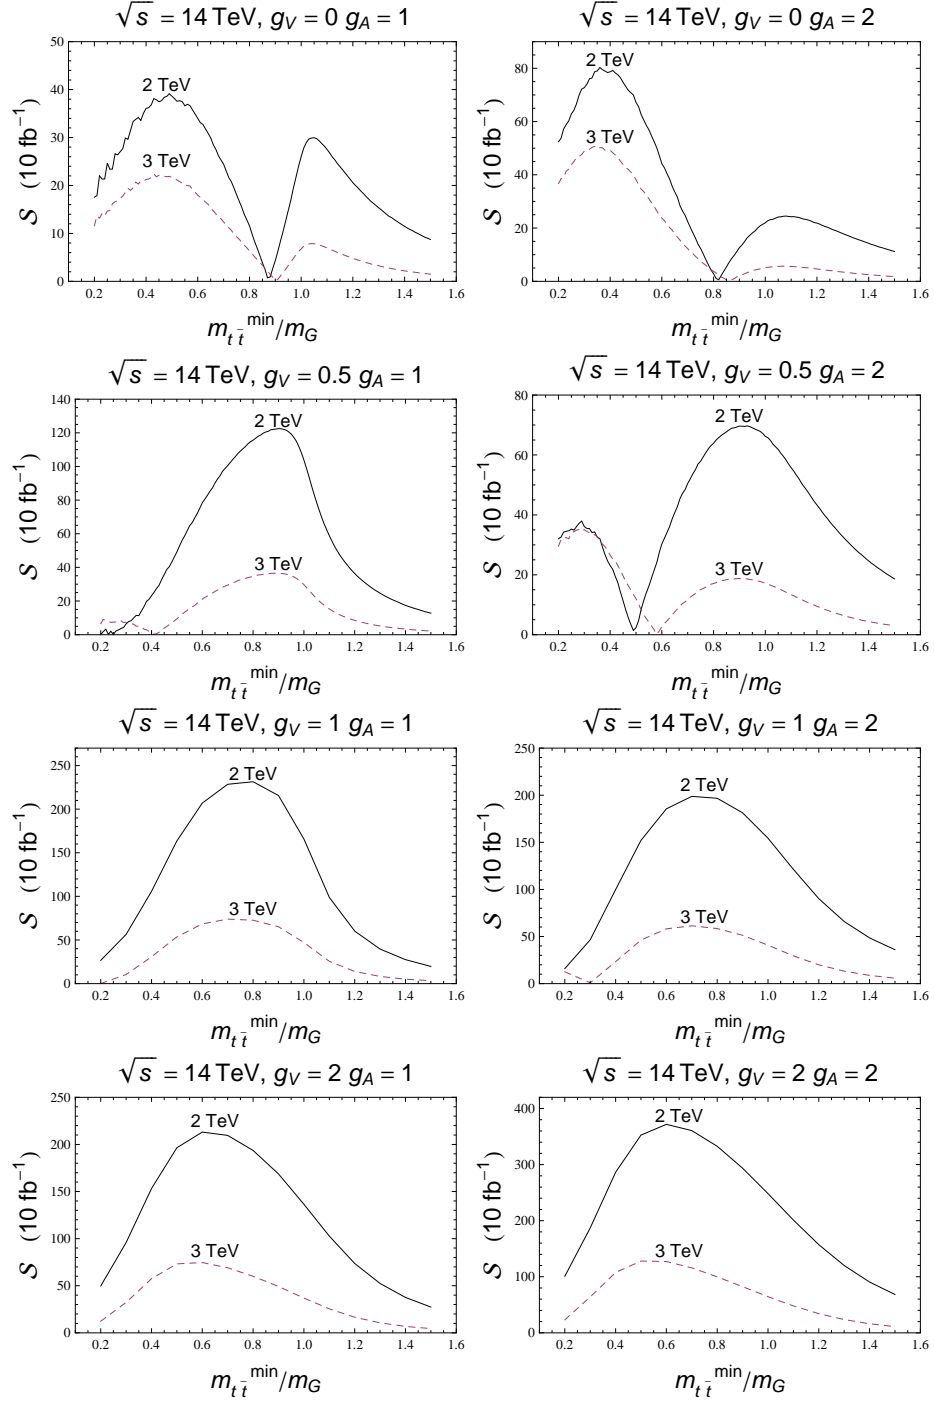 √s = 14 TeV, g_V = 0 g_A = 1
50
40
30
20
10
0
S (10 fb⁻¹)
2 TeV
3 TeV
0.2 0.4 0.6 0.8 1.0 1.2 1.4 1.6
m_{t t̄}^{min}/m_G
√s = 14 TeV, g_V = 0 g_A = 2
80
60
40
20
0
S (10 fb⁻¹)
2 TeV
3 TeV
0.2 0.4 0.6 0.8 1.0 1.2 1.4 1.6
m_{t t̄}^{min}/m_G
√s = 14 TeV, g_V = 0.5 g_A = 1
140
120
100
80
60
40
20
0
S (10 fb⁻¹)
2 TeV
3 TeV
0.2 0.4 0.6 0.8 1.0 1.2 1.4 1.6
m_{t t̄}^{min}/m_G
√s = 14 TeV, g_V = 0.5 g_A = 2
80
60
40
20
0
S (10 fb⁻¹)
2 TeV
3 TeV
0.2 0.4 0.6 0.8 1.0 1.2 1.4 1.6
m_{t t̄}^{min}/m_G
√s = 14 TeV, g_V = 1 g_A = 1
250
200
150
100
50
0
S (10 fb⁻¹)
2 TeV
3 TeV
0.2 0.4 0.6 0.8 1.0 1.2 1.4 1.6
m_{t t̄}^{min}/m_G
√s = 14 TeV, g_V = 1 g_A = 2
250
200
150
100
50
0
S (10 fb⁻¹)
2 TeV
3 TeV
0.2 0.4 0.6 0.8 1.0 1.2 1.4 1.6
m_{t t̄}^{min}/m_G
√s = 14 TeV, g_V = 2 g_A = 1
250
200
150
100
50
0
S (10 fb⁻¹)
2 TeV
3 TeV
0.2 0.4 0.6 0.8 1.0 1.2 1.4 1.6
m_{t t̄}^{min}/m_G
√s = 14 TeV, g_V = 2 g_A = 2
400
300
200
100
0
S (10 fb⁻¹)
2 TeV
3 TeV
0.2 0.4 0.6 0.8 1.0 1.2 1.4 1.6
m_{t t̄}^{min}/m_G